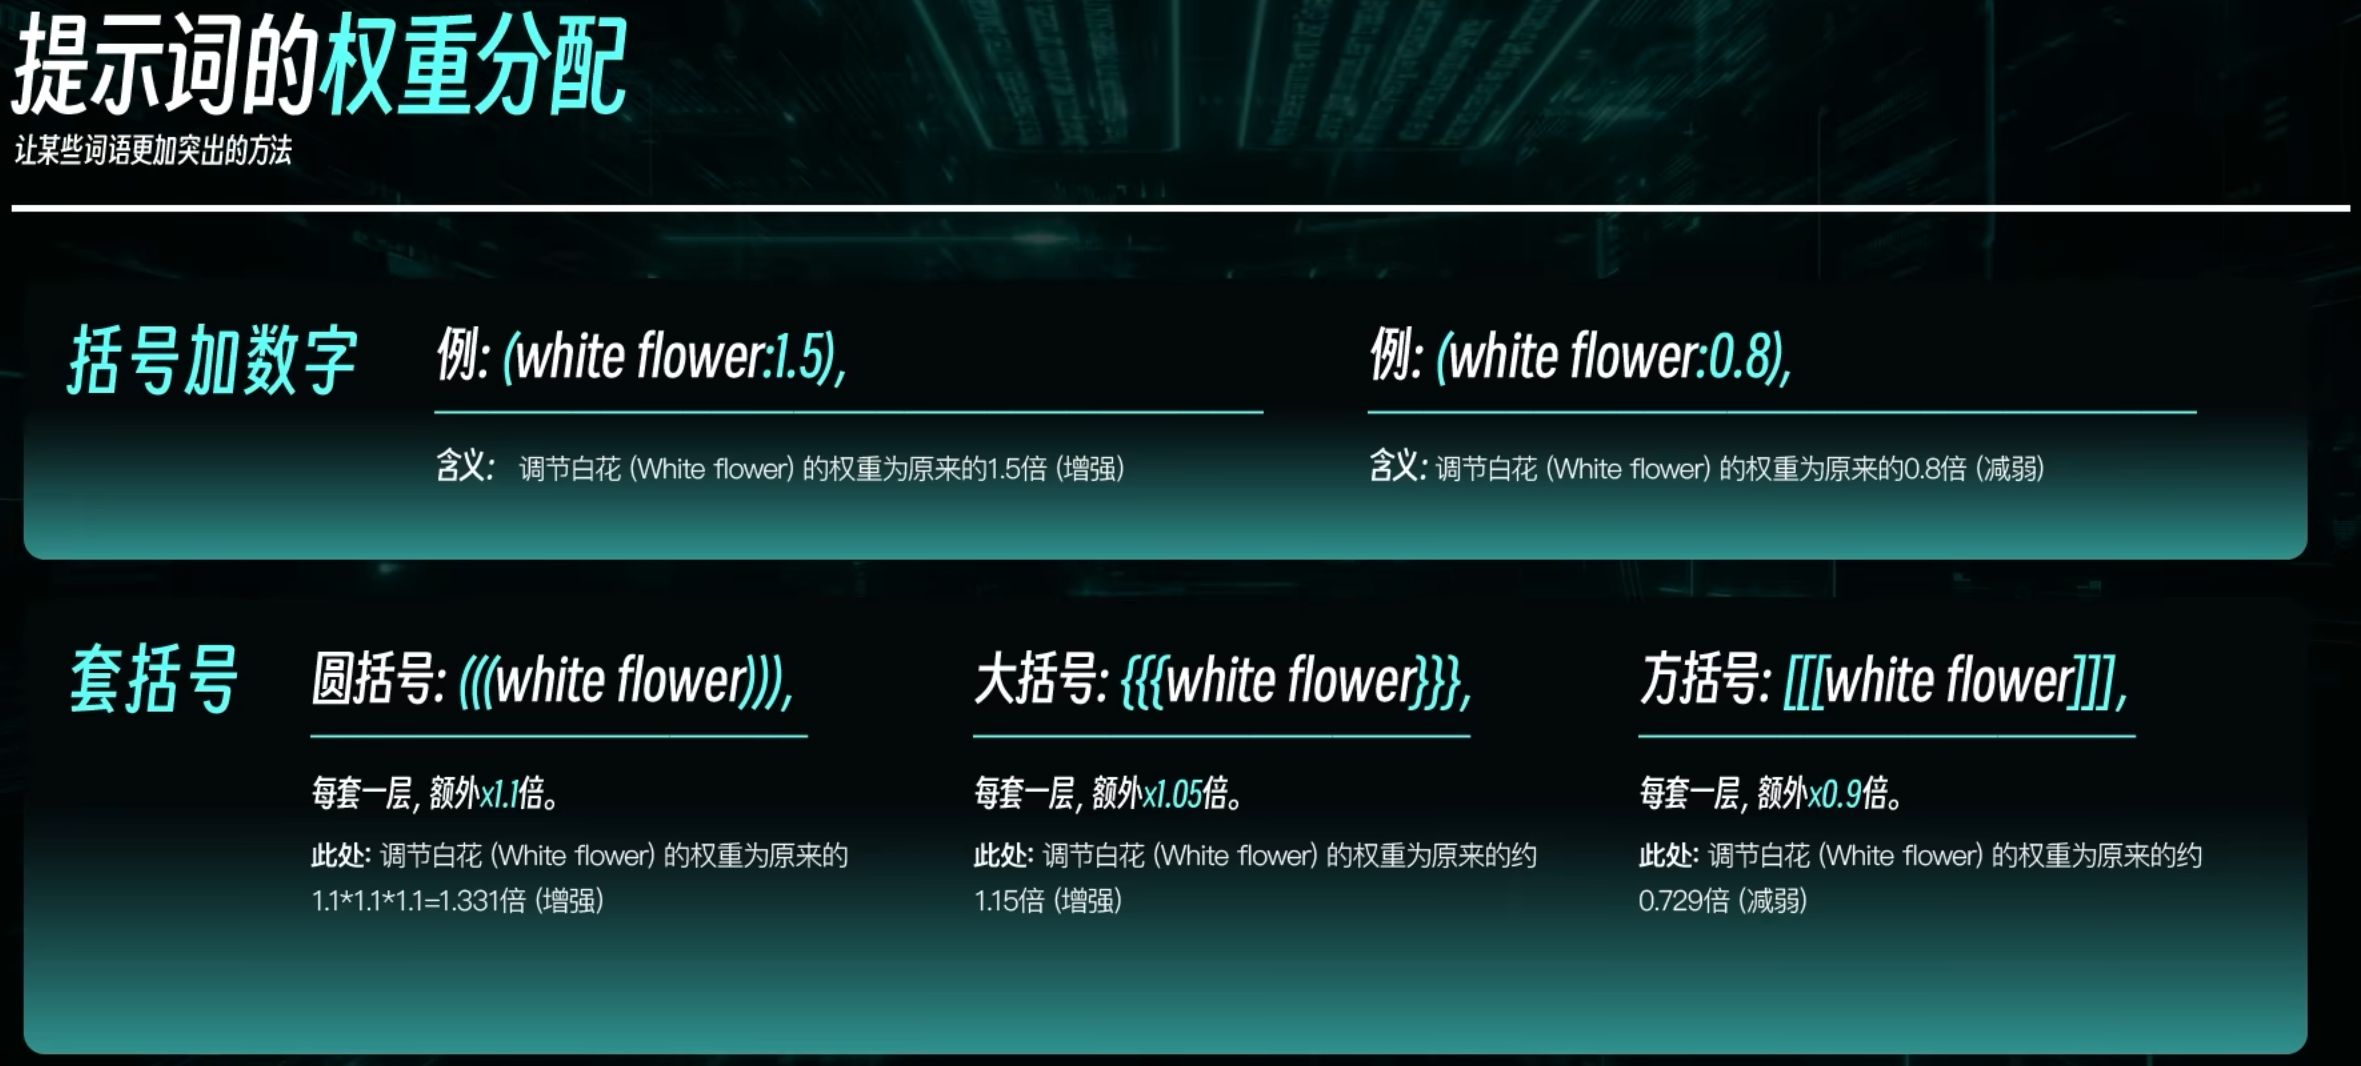 提示词的权重分配
让某些词语更加突出的方法
括号加数字
例: (white flower:1.5),
含义: 调节白花 (White flower) 的权重为原来的1.5倍 (增强)
例: (white flower:0.8),
含义: 调节白花 (White flower) 的权重为原来的0.8倍 (减弱)
套括号
圆括号: (((white flower))),
每套一层, 额外x1.1倍。
此处: 调节白花 (White flower) 的权重为原来的
1.1*1.1*1.1=1.331倍 (增强)
大括号: {{{white flower}}},
每套一层, 额外x1.05倍。
此处: 调节白花 (White flower) 的权重为原来的约
1.15倍 (增强)
方括号: [[[white flower]]],
每套一层, 额外x0.9倍。
此处: 调节白花 (White flower) 的权重为原来的约
0.729倍 (减弱)